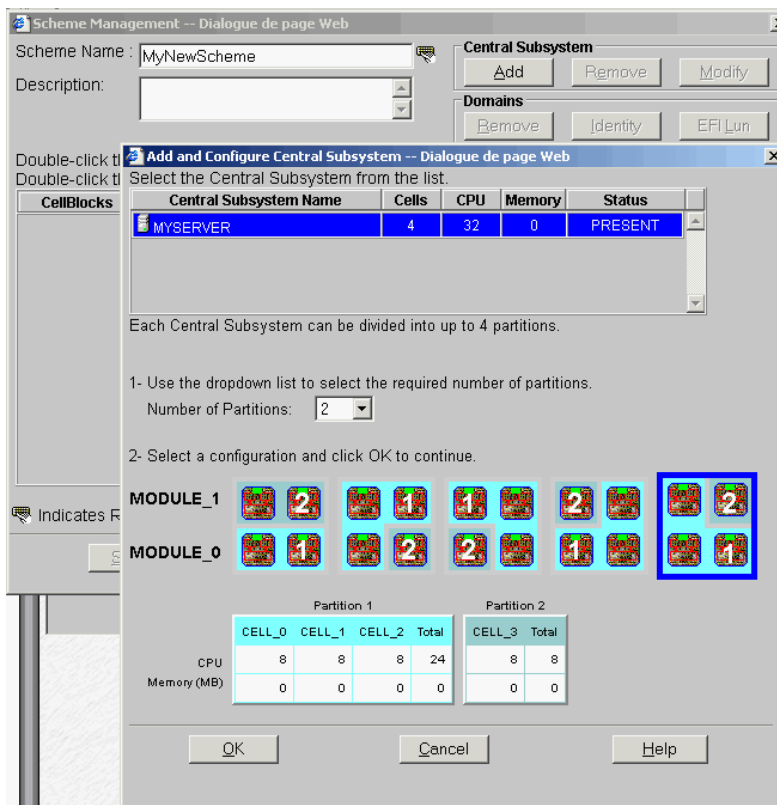 Scheme Management -- Dialogue de page Web
Scheme Name : MyNewScheme
Description:
Central Subsystem
Add Remove Modify
Domains
Remove Identity EFI Lun
Double-click t
Double-click t
CellBlocks
Indicates R
S
Add and Configure Central Subsystem -- Dialogue de page Web
Select the Central Subsystem from the list.
Central Subsystem Name Cells CPU Memory Status
MYSERVER 4 32 0 PRESENT
Each Central Subsystem can be divided into up to 4 partitions.
1- Use the dropdown list to select the required number of partitions.
Number of Partitions: 2
2- Select a configuration and click OK to continue.
MODULE_1 2 1 1 2 2
MODULE_0 1 2 2 1 1
Partition 1 Partition 2
CELL_0 CELL_1 CELL_2 Total CELL_3 Total
CPU 8 8 8 24 8 8
Memory (MB) 0 0 0 0 0 0
OK Cancel Help